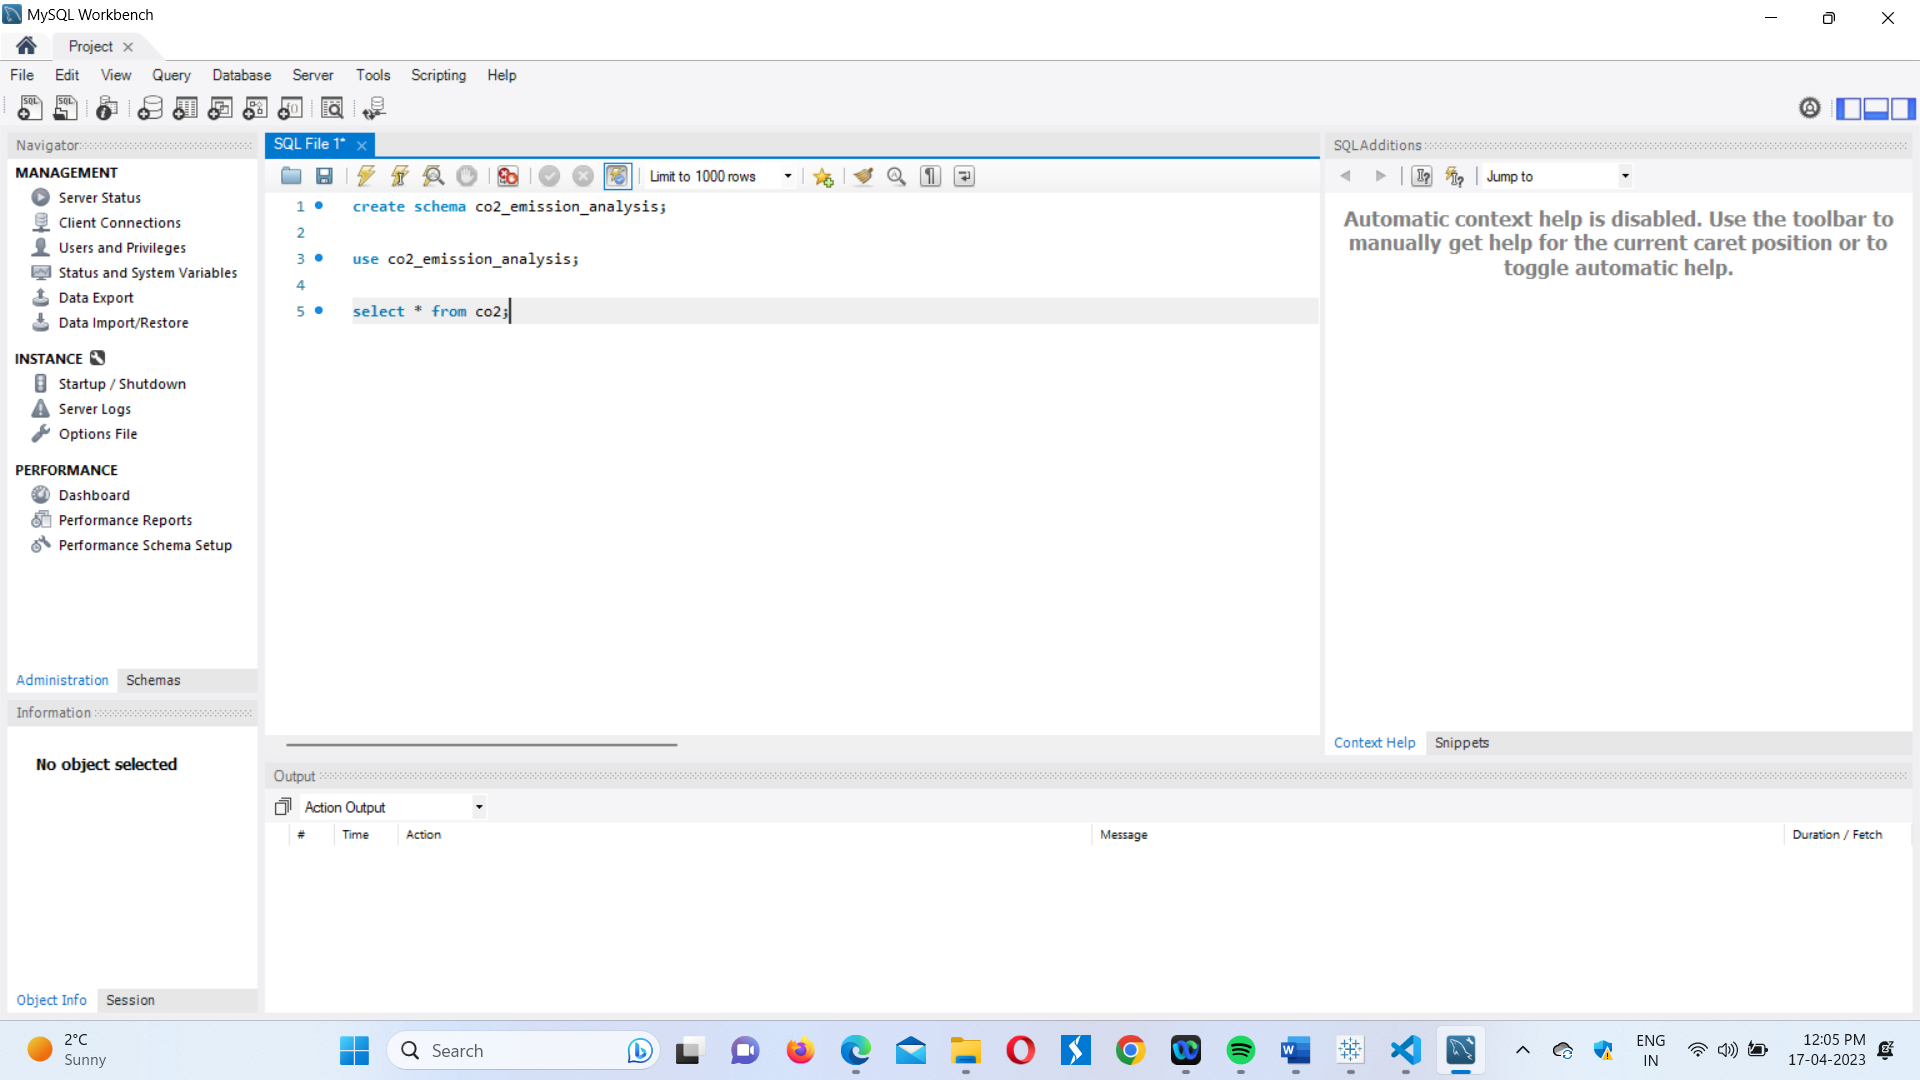 MySQL Workbench
Project
File Edit View Query Database Server Tools Scripting Help
Navigator
MANAGEMENT
Server Status
Client Connections
Users and Privileges
Status and System Variables
Data Export
Data Import/Restore
INSTANCE
Startup / Shutdown
Server Logs
Options File
PERFORMANCE
Dashboard
Performance Reports
Performance Schema Setup
Administration Schemas
Information
No object selected
Object Info Session
SQL File 1*
Limit to 1000 rows
1 create schema co2_emission_analysis;
2
3 use co2_emission_analysis;
4
5 select * from co2;
SQLAdditions
Jump to
Automatic context help is disabled. Use the toolbar to
manually get help for the current caret position or to
toggle automatic help.
Context Help Snippets
Output
Action Output
# Time Action Message Duration / Fetch
2°C
Sunny
Search
ENG
IN
12:05 PM
17-04-2023